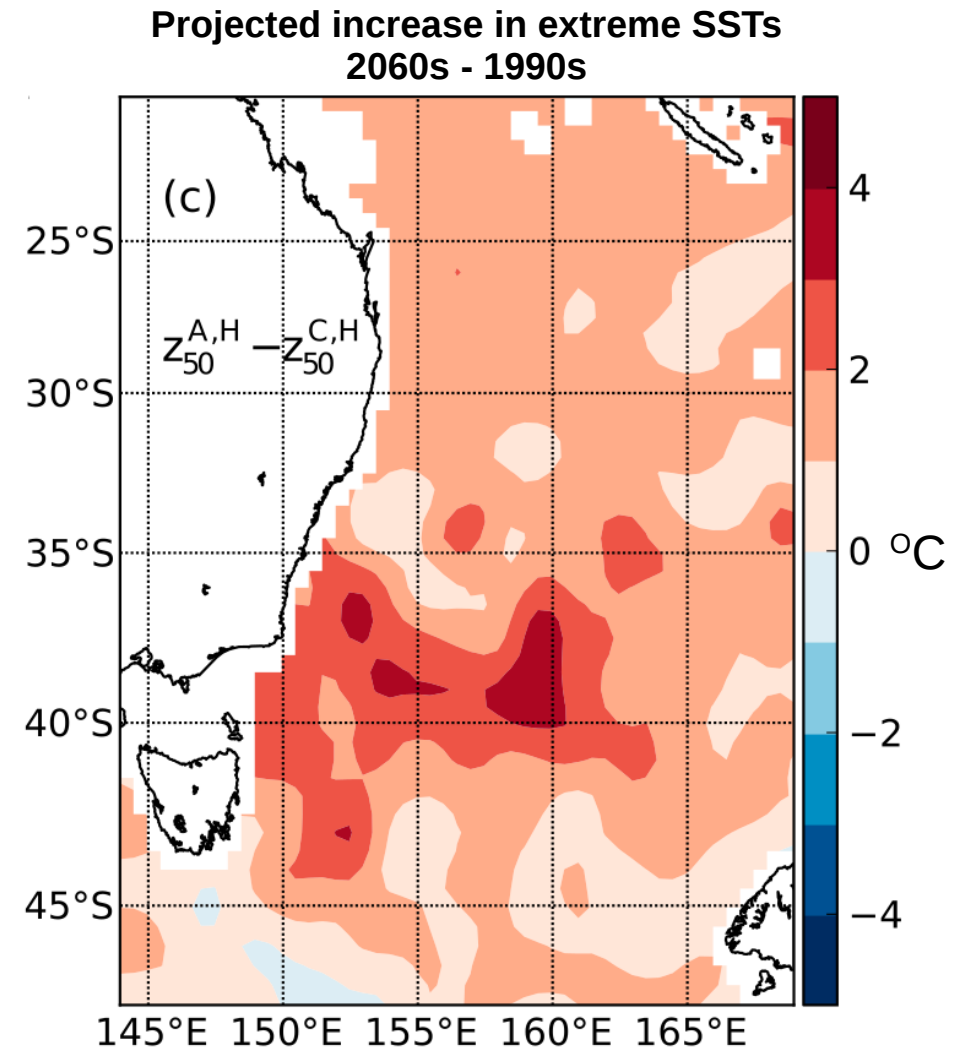 Projected increase in extreme SSTs
2060s - 1990s
(c)
z₅₀ᴬ'ᴴ −z₅₀ᶜ'ᴴ
25°S
30°S
35°S
40°S
45°S
145°E 150°E 155°E 160°E 165°E
4
2
0
−2
−4
°C